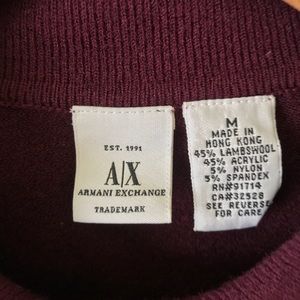 EST. 1991
A|X
ARMANI EXCHANGE
TRADEMARK
M
MADE IN
HONG KONG
45% LAMBSWOOL
45% ACRYLIC
5% NYLON
5% SPANDEX
RN#91714
CA#32528
SEE REVERSE
FOR CARE